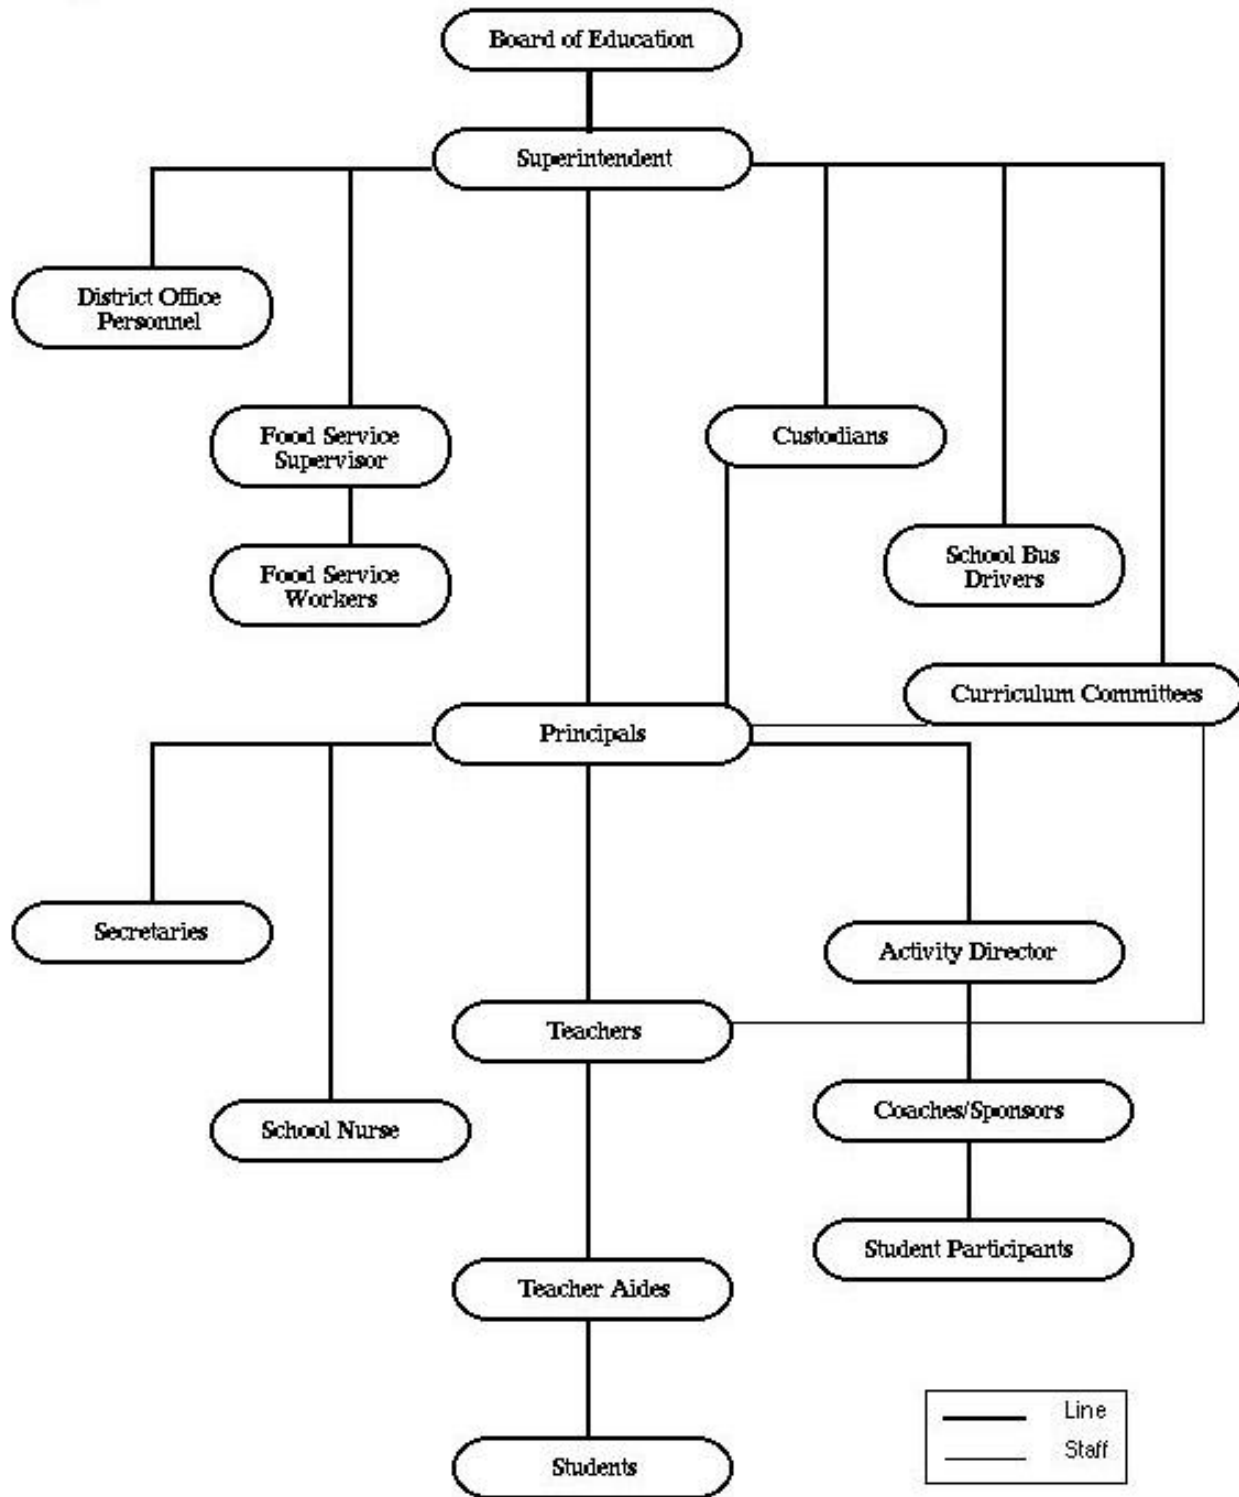 Board of Education
Superintendent
District Office
Personnel
Food Service
Supervisor
Custodians
School Bus
Drivers
Food Service
Workers
Curriculum Committees
Principals
Secretaries
Activity Director
Teachers
School Nurse
Coaches/Sponsors
Student Participants
Teacher Aides
Students
Line
Staff